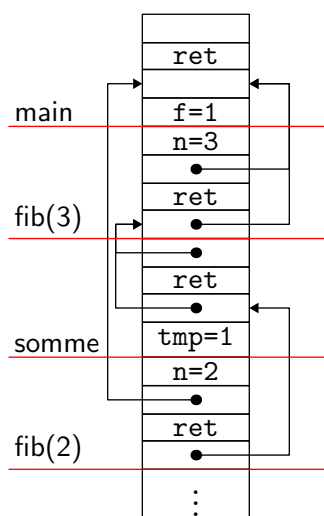 ret
main
f=1
n=3
ret
fib(3)
ret
somme
tmp=1
n=2
ret
fib(2)
⋮